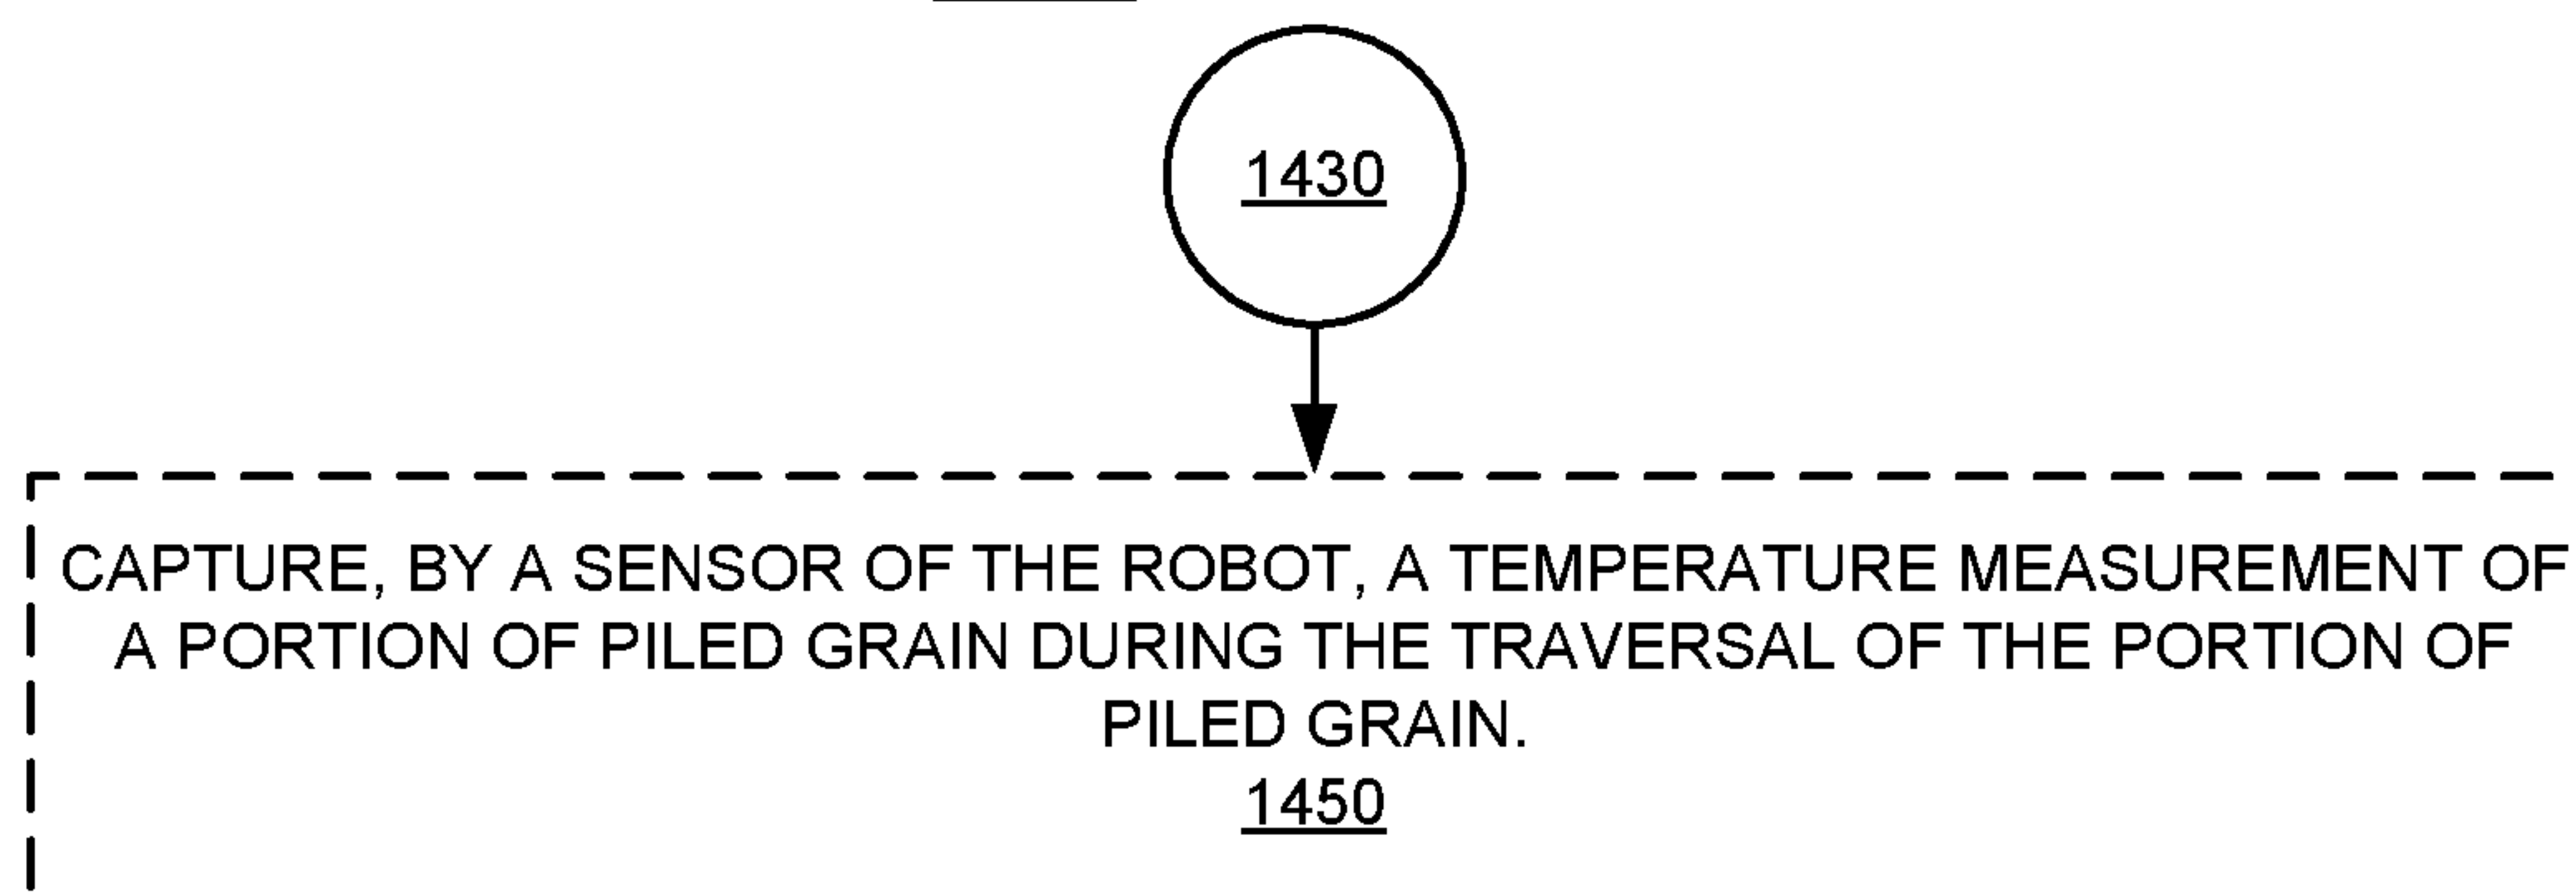 1430
CAPTURE, BY A SENSOR OF THE ROBOT, A TEMPERATURE MEASUREMENT OF
A PORTION OF PILED GRAIN DURING THE TRAVERSAL OF THE PORTION OF
PILED GRAIN.
1450